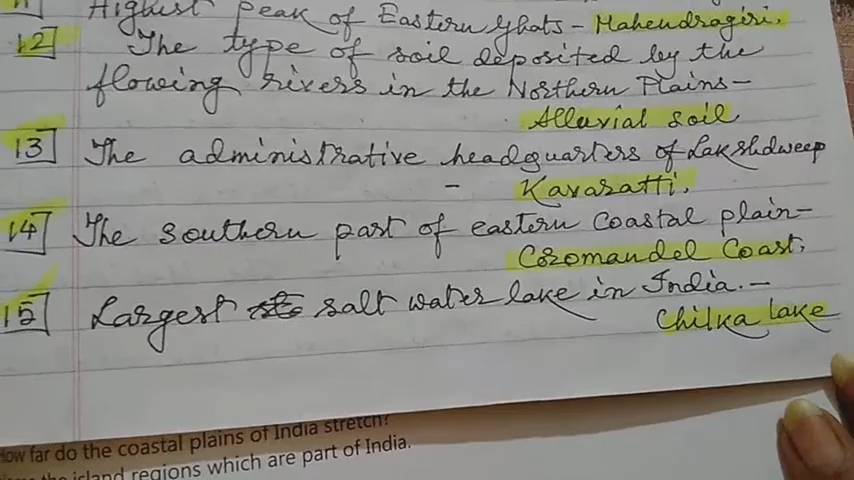 Highest Peak of Eastern Ghats - Mahendragiri.
12 The type of soil deposited by the
flowing rivers in the Northern Plains-
Alluvial soil
13 The administrative headquarters of Lakshdweep
- Kavaratti.
14 The southern part of eastern coastal plain-
Coromandel Coast.
15 Largest salt water lake in India. -
Chilka lake
How far do the coastal plains of India stretch?
the island regions which are part of India.